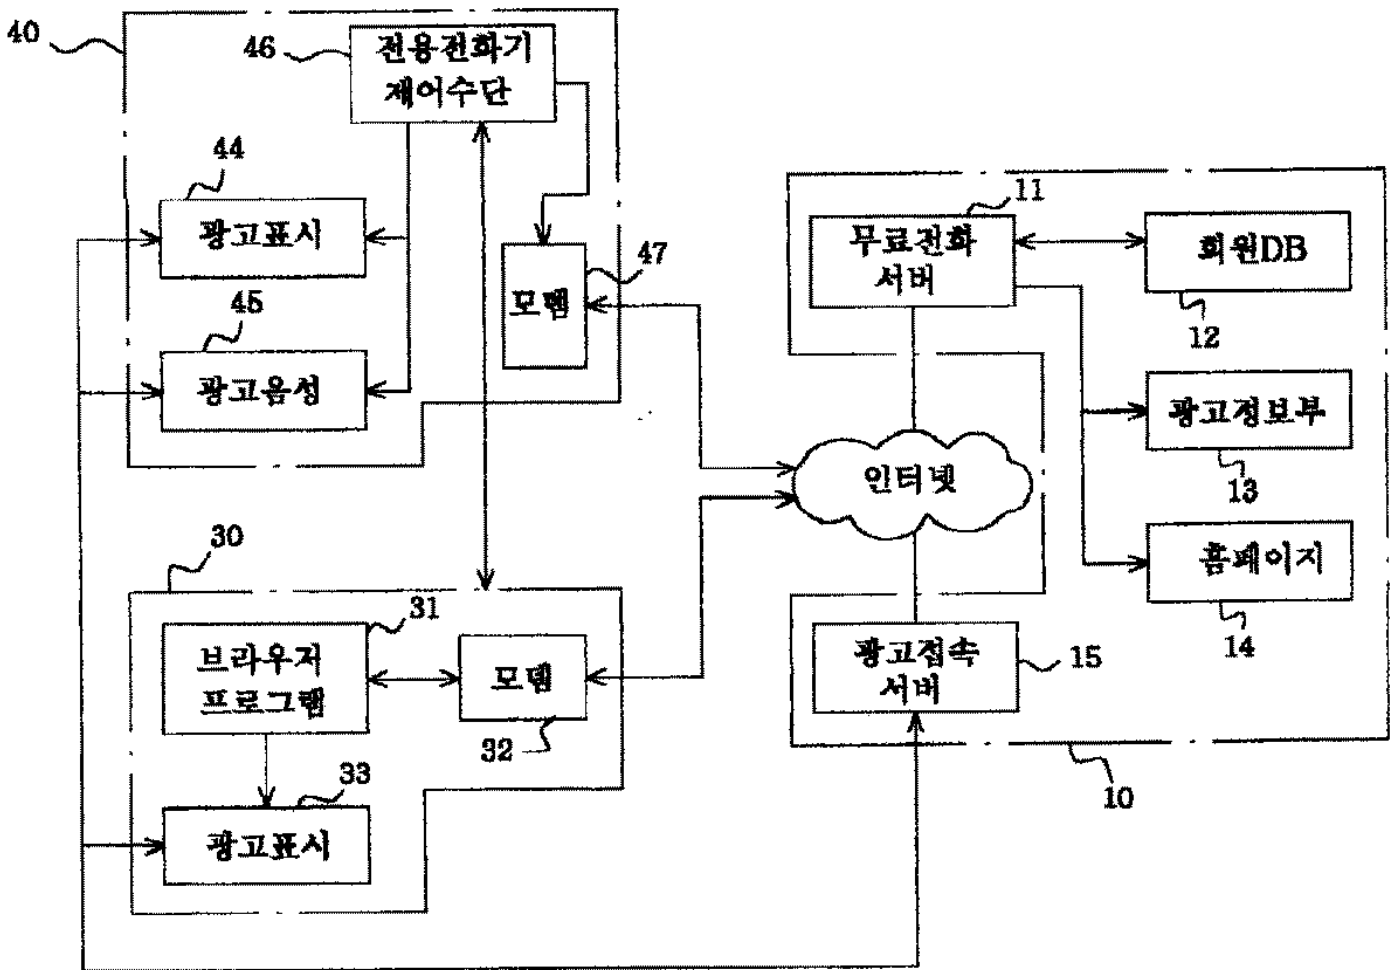 40
46
전용전화기
제어수단
44
광고표시
45
광고음성
47
모뎀
11
무료전화
서버
회원DB
12
광고정보부
13
홈페이지
14
인터넷
광고접속
서버
15
10
30
31
브라우저
프로그램
모뎀
32
33
광고표시